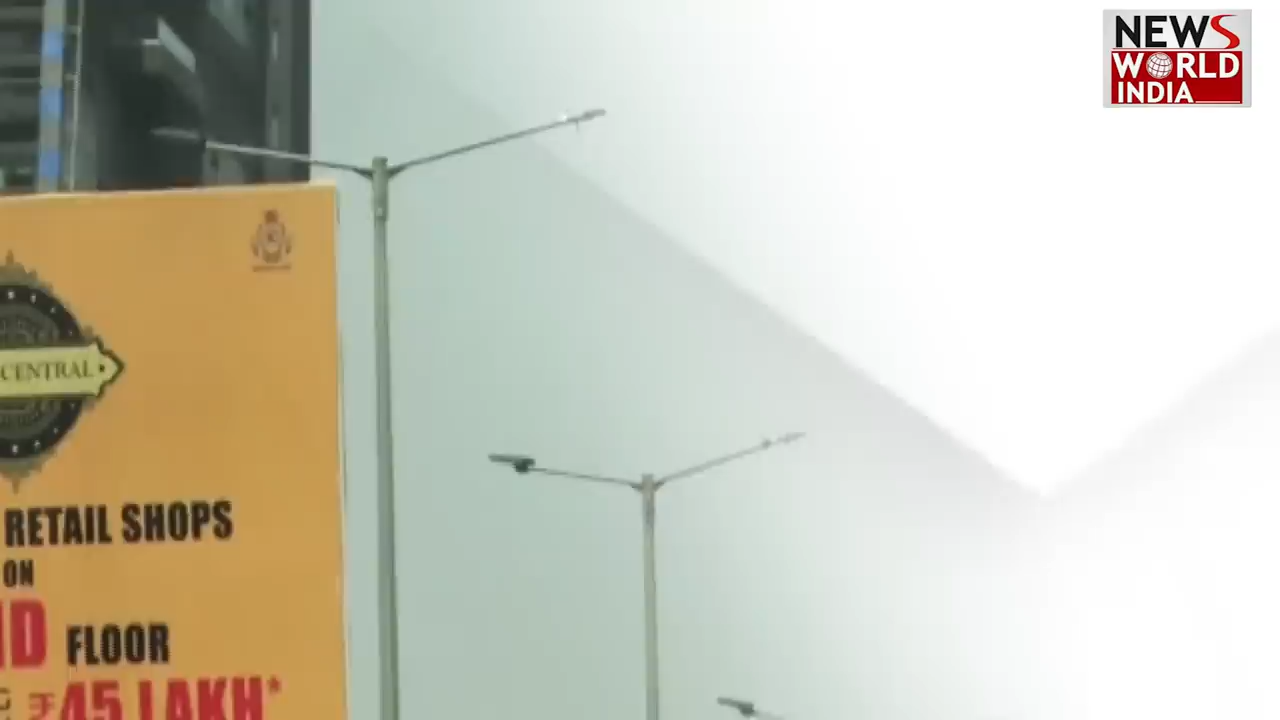 NEWS
WORLD
INDIA
CENTRAL
RETAIL SHOPS
ON
FLOOR
₹45 LAKH*